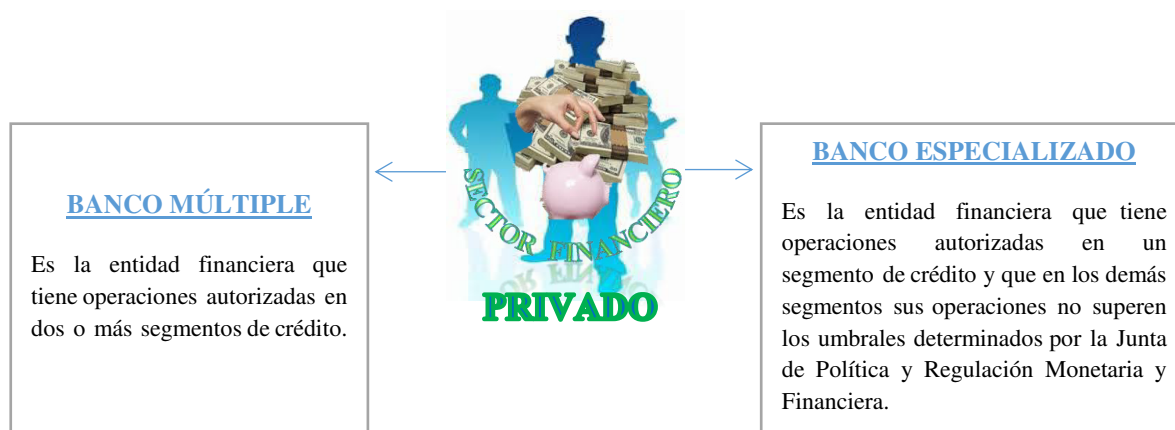 BANCO MÚLTIPLE
Es la entidad financiera que
tiene operaciones autorizadas en
dos o más segmentos de crédito.
SECTOR FINANCIERO
PRIVADO
BANCO ESPECIALIZADO
Es la entidad financiera que tiene
operaciones autorizadas en un
segmento de crédito y que en los demás
segmentos sus operaciones no superen
los umbrales determinados por la Junta
de Política y Regulación Monetaria y
Financiera.